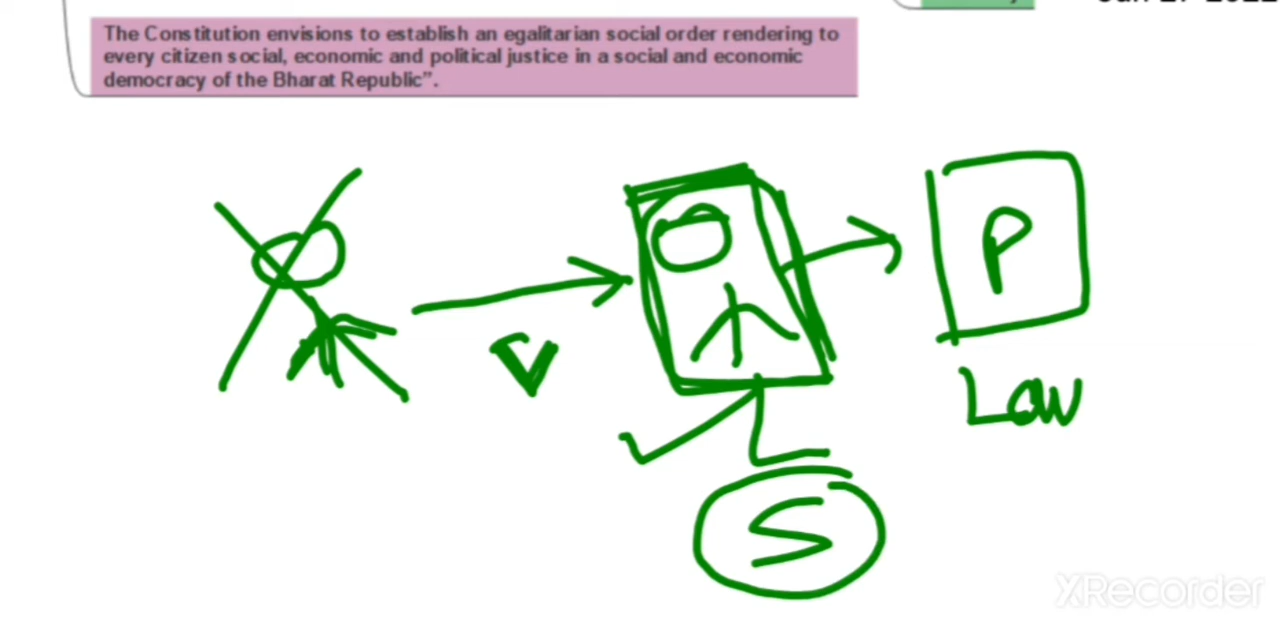 The Constitution envisions to establish an egalitarian social order rendering to
every citizen social, economic and political justice in a social and economic
democracy of the Bharat Republic”.
P
V
Law
S
XRecorder